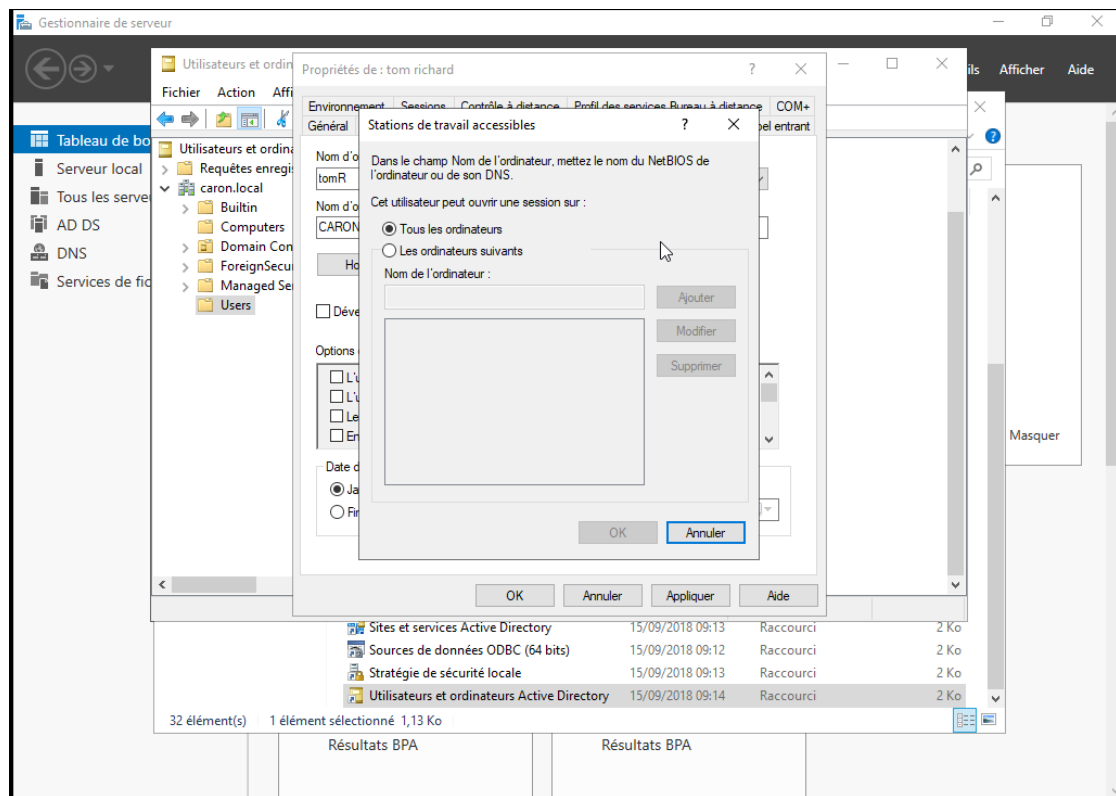 Gestionnaire de serveur
Afficher Aide
Tableau de bo
Serveur local
Tous les serve
AD DS
DNS
Services de fic
Utilisateurs et ordin
Fichier Action Affi
Utilisateurs et ordina
Requêtes enregis
caron.local
Builtin
Computers
Domain Con
ForeignSecur
Managed Se
Users
Propriétés de : tom richard
Environnement Sessions Contrôle à distance Profil des services Bureau à distance COM+
Général
pel entrant
Nom d'o
tomR
Nom d'o
CARON
Ho
Déve
Options
L'u
L'u
Le
En
Date d
Ja
Fin
Stations de travail accessibles
Dans le champ Nom de l'ordinateur, mettez le nom du NetBIOS de
l'ordinateur ou de son DNS.
Cet utilisateur peut ouvrir une session sur :
Tous les ordinateurs
Les ordinateurs suivants
Nom de l'ordinateur :
Ajouter
Modifier
Supprimer
OK Annuler
OK Annuler Appliquer Aide
Masquer
Sites et services Active Directory 15/09/2018 09:13 Raccourci 2 Ko
Sources de données ODBC (64 bits) 15/09/2018 09:12 Raccourci 2 Ko
Stratégie de sécurité locale 15/09/2018 09:13 Raccourci 2 Ko
Utilisateurs et ordinateurs Active Directory 15/09/2018 09:14 Raccourci 2 Ko
32 élément(s) 1 élément sélectionné 1,13 Ko
Résultats BPA Résultats BPA